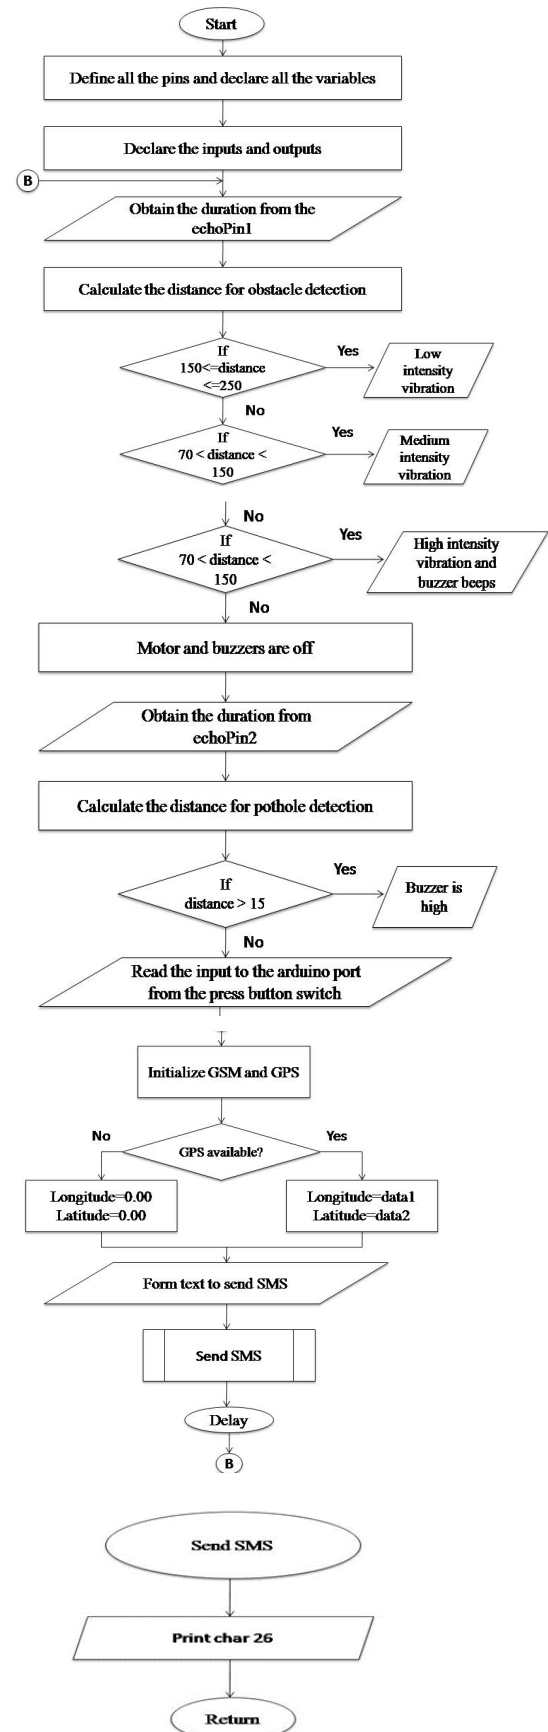 Start
Define all the pins and declare all the variables
Declare the inputs and outputs
B
Obtain the duration from the
echoPin1
Calculate the distance for obstacle detection
If
150<=distance
<=250
Yes
Low
intensity
vibration
No
If
70 < distance <
150
Yes
Medium
intensity
vibration
No
If
70 < distance <
150
Yes
High intensity
vibration and
buzzer beeps
No
Motor and buzzers are off
Obtain the duration from
echoPin2
Calculate the distance for pothole detection
If
distance > 15
Yes
Buzzer is
high
No
Read the input to the arduino port
from the press button switch
Initialize GSM and GPS
GPS available?
No
Yes
Longitude=0.00
Latitude=0.00
Longitude=data1
Latitude=data2
Form text to send SMS
Send SMS
Delay
B
Send SMS
Print char 26
Return